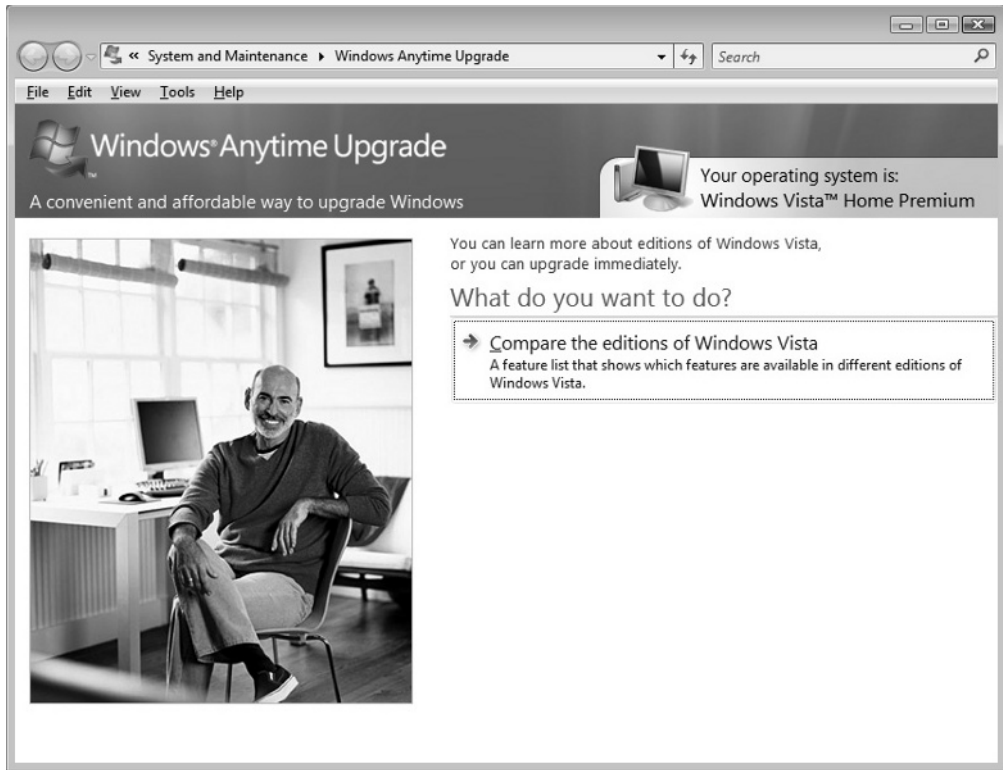 « System and Maintenance ▸ Windows Anytime Upgrade
Search
File Edit View Tools Help
Windows® Anytime Upgrade
TM
A convenient and affordable way to upgrade Windows
Your operating system is:
Windows Vista™ Home Premium
You can learn more about editions of Windows Vista,
or you can upgrade immediately.
What do you want to do?
Compare the editions of Windows Vista
A feature list that shows which features are available in different editions of
Windows Vista.